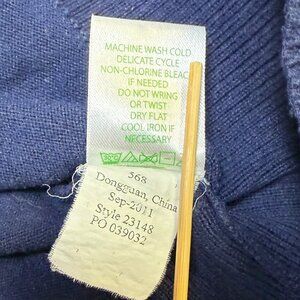 MACHINE WASH COLD
DELICATE CYCLE
NON-CHLORINE BLEAC
IF NEEDED
DO NOT WRING
OR TWIST
DRY FLAT
COOL IRON IF
NECESSARY
568
Dongguan, China
Sep-2011
Style 23148
PO 039032